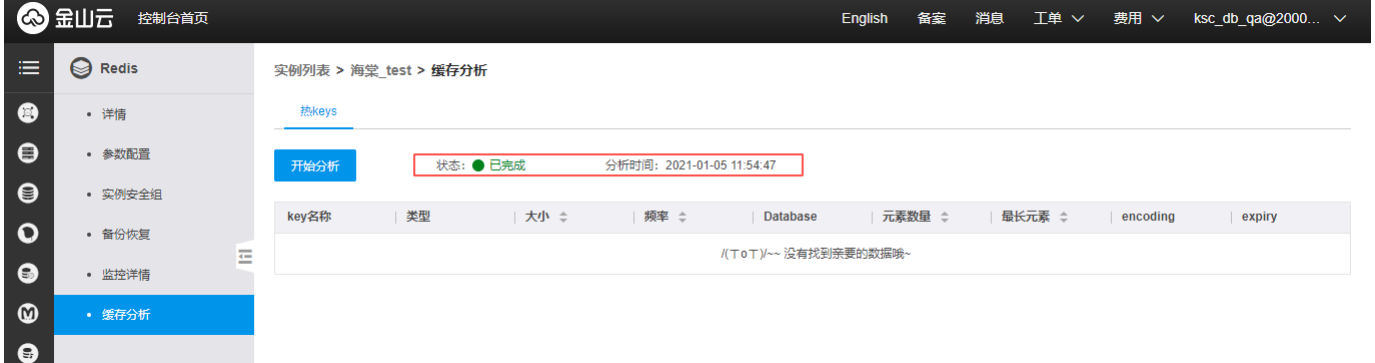 金山云 控制台首页 English 备案 消息 工单 费用 ksc_db_qa@2000...
Redis
详情
参数配置
实例安全组
备份恢复
监控详情
缓存分析
实例列表 > 海棠_test > 缓存分析
热keys
开始分析 状态: 已完成 分析时间: 2021-01-05 11:54:47
key名称 类型 大小 频率 Database 元素数量 最长元素 encoding expiry
/(ㄒoㄒ)/~~ 没有找到亲要的数据哦~